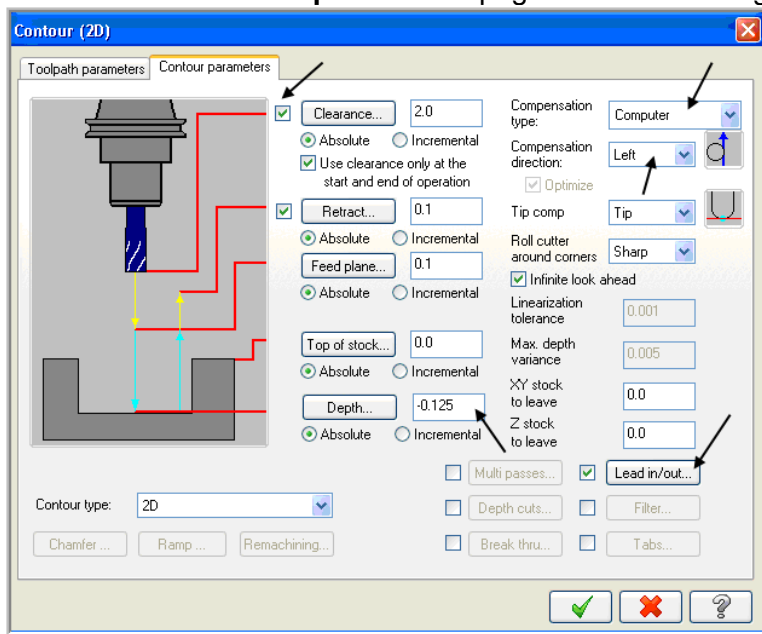 Contour (2D)
Toolpath parameters Contour parameters
Clearance... 2.0
Absolute Incremental
Use clearance only at the
start and end of operation
Retract... 0.1
Absolute Incremental
Feed plane... 0.1
Absolute Incremental
Top of stock... 0.0
Absolute Incremental
Depth... -0.125
Absolute Incremental
Compensation
type: Computer
Compensation
direction: Left
Optimize
Tip comp Tip
Roll cutter
around corners Sharp
Infinite look ahead
Linearization
tolerance 0.001
Max. depth
variance 0.005
XY stock
to leave 0.0
Z stock
to leave 0.0
Contour type: 2D
Chamfer ... Ramp ... Remachining...
Multi passes... Lead in/out...
Depth cuts... Filter...
Break thru... Tabs...
?